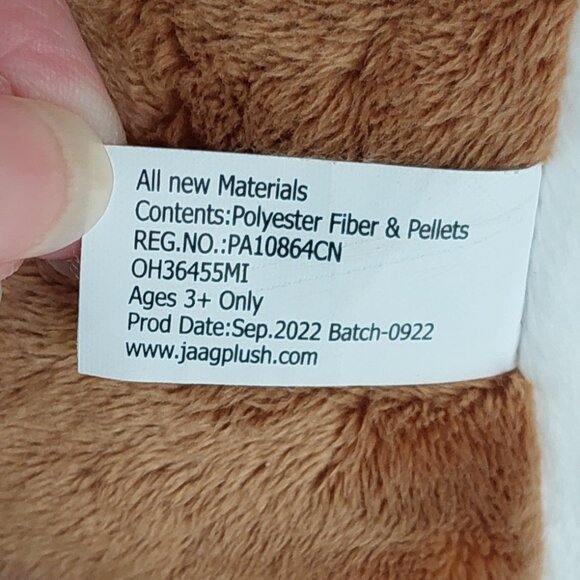 All new Materials
Contents:Polyester Fiber & Pellets
REG.NO.:PA10864CN
OH36455MI
Ages 3+ Only
Prod Date:Sep.2022 Batch-0922
www.jaagplush.com